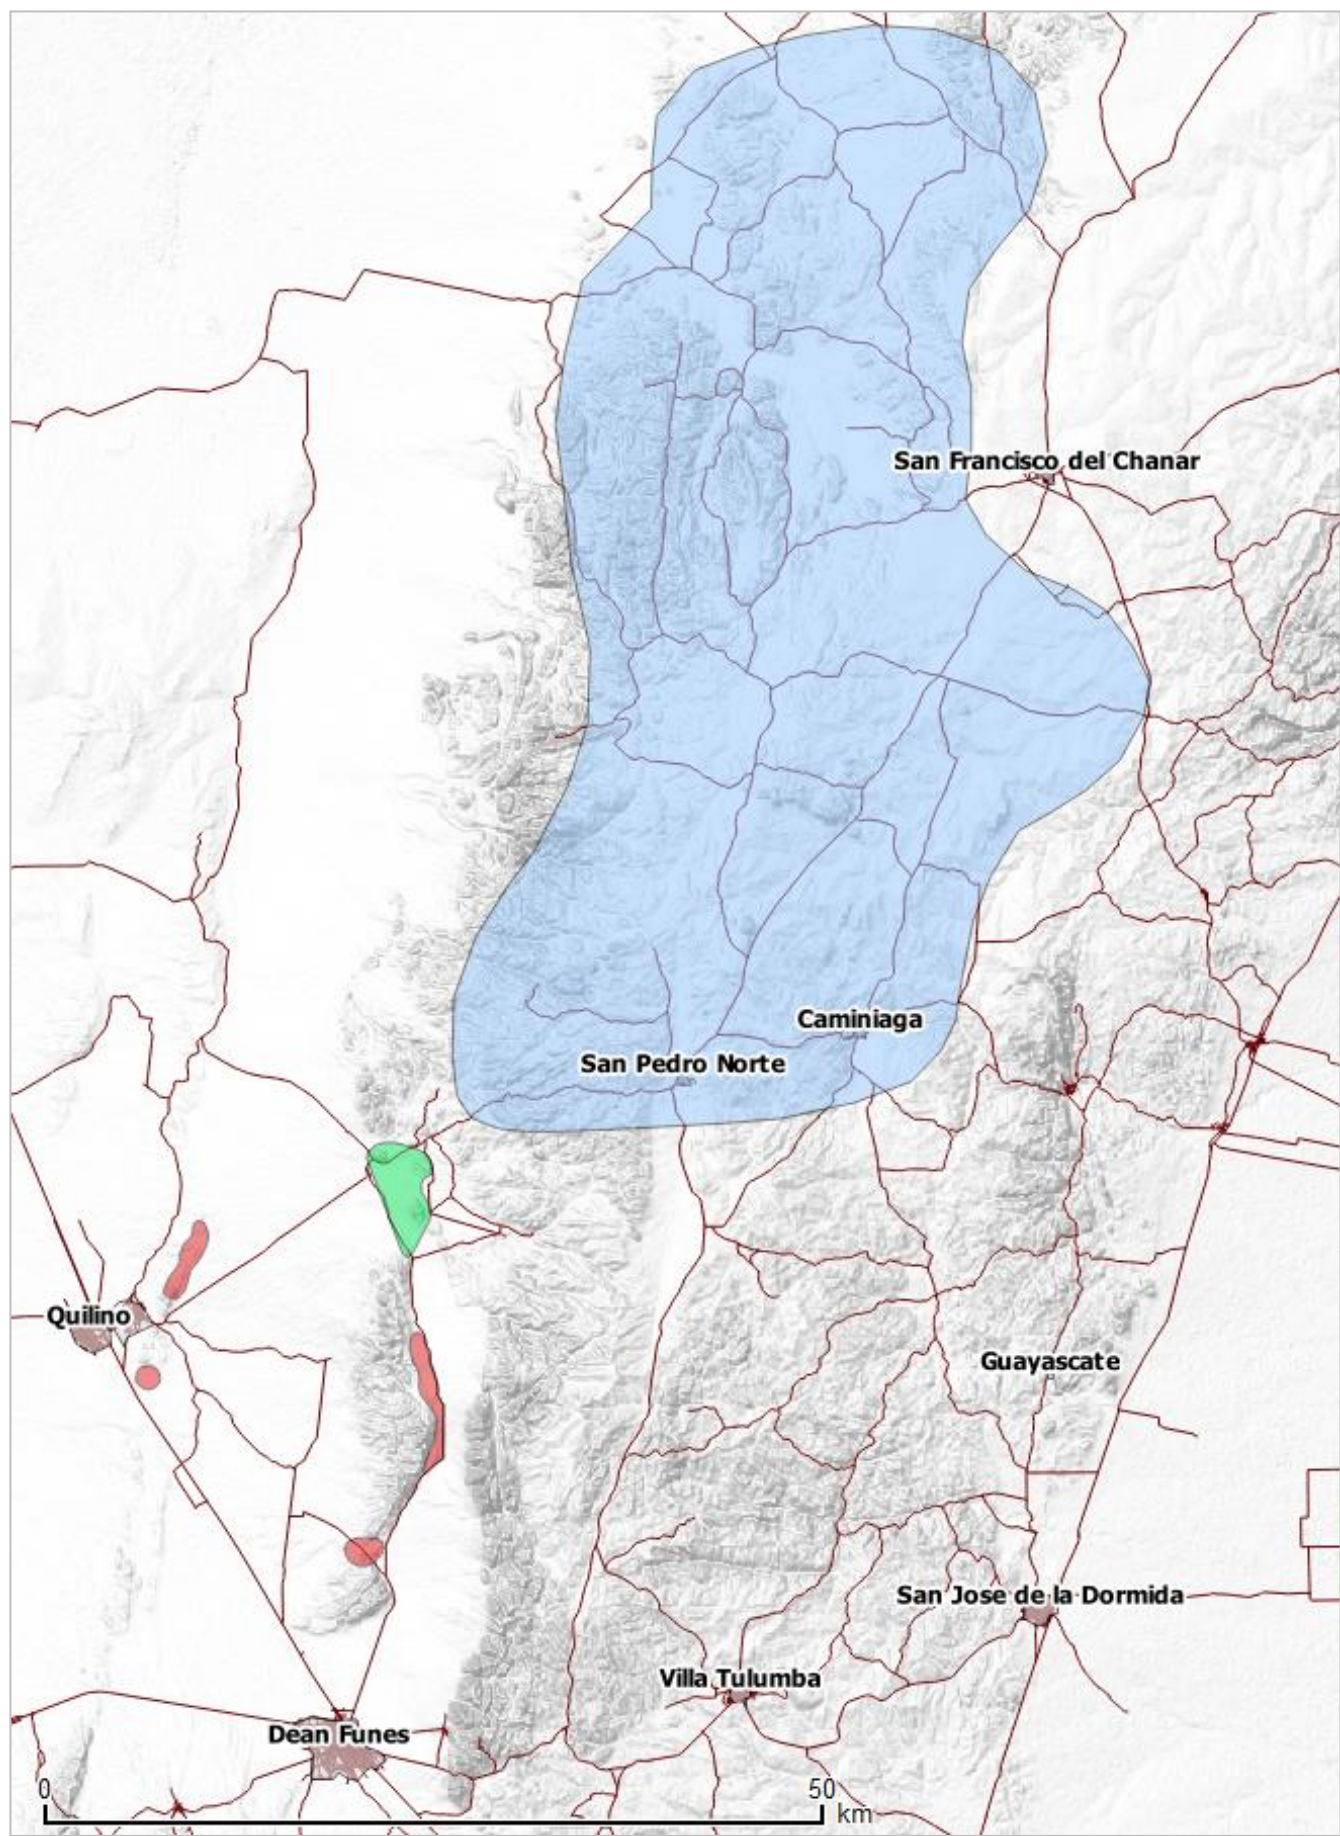 San Francisco del Chanar
Caminiaga
San Pedro Norte
Quilino
Guayascate
San Jose de la Dormida
Villa Tulumba
Dean Funes
0
50
km